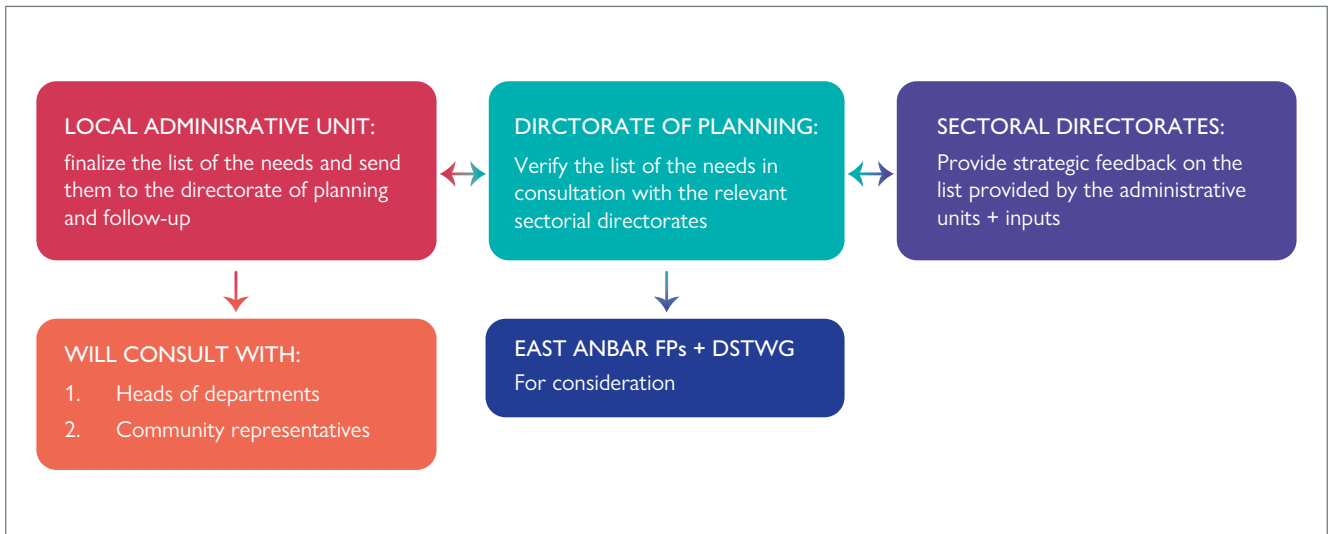 LOCAL ADMINISRATIVE UNIT:
finalize the list of the needs and send
them to the directorate of planning
and follow-up
DIRCTORATE OF PLANNING:
Verify the list of the needs in
consultation with the relevant
sectorial directorates
SECTORAL DIRECTORATES:
Provide strategic feedback on the
list provided by the administrative
units + inputs
WILL CONSULT WITH:
1. Heads of departments
2. Community representatives
EAST ANBAR FPs + DSTWG
For consideration